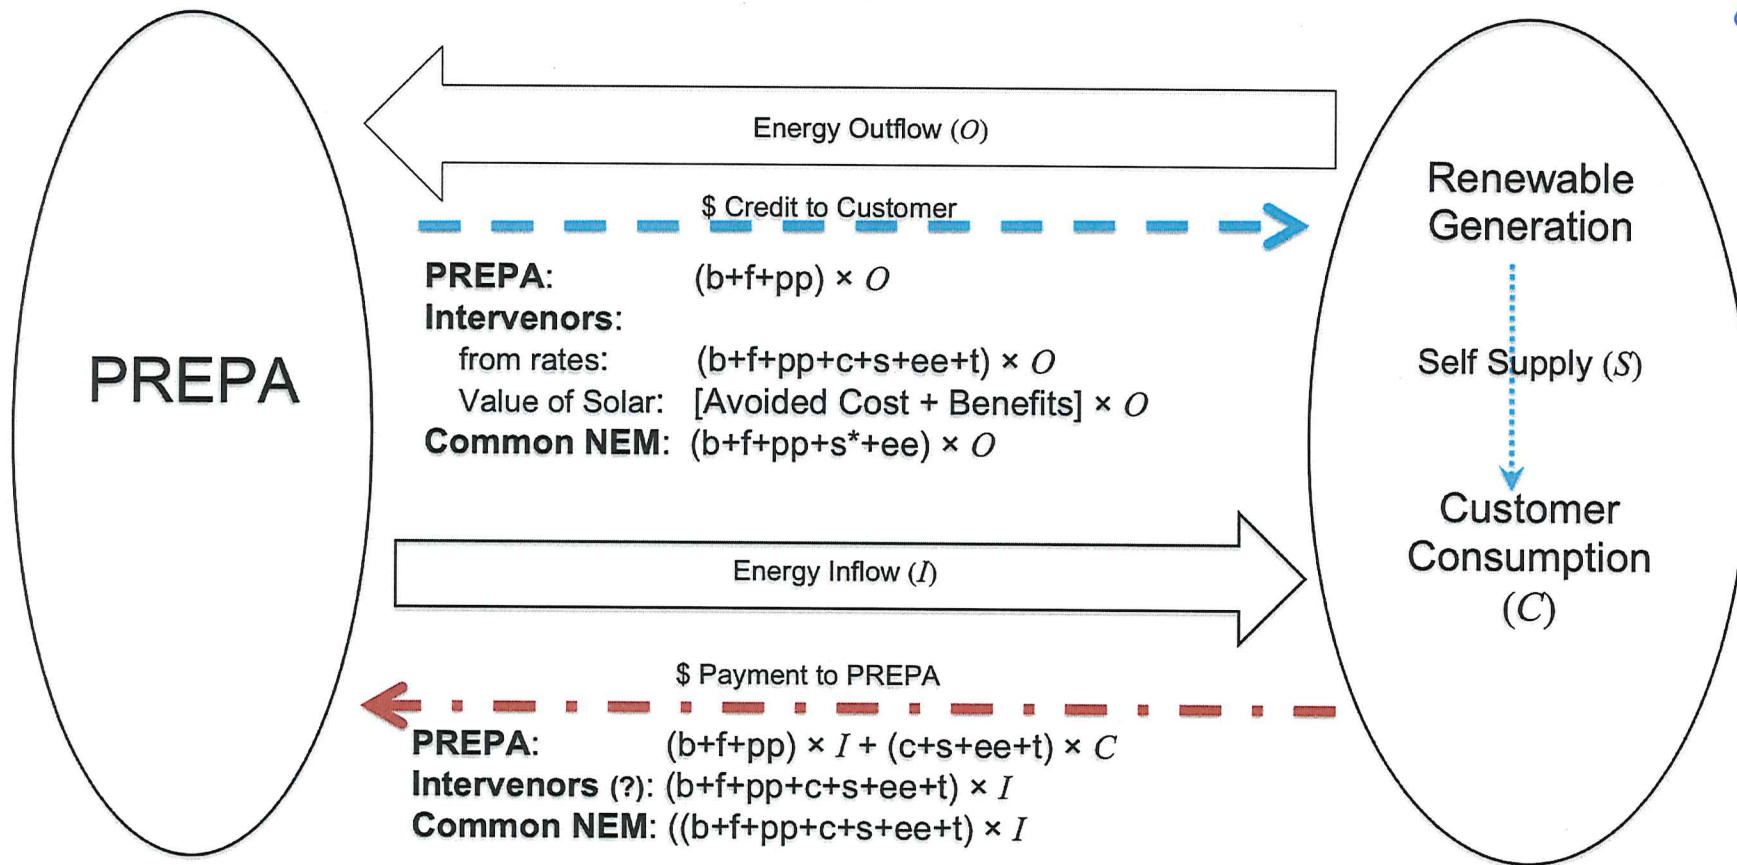 PREPA
Energy Outflow (O)
$ Credit to Customer
PREPA: (b+f+pp) × O
Intervenors:
from rates: (b+f+pp+c+s+ee+t) × O
Value of Solar: [Avoided Cost + Benefits] × O
Common NEM: (b+f+pp+s*+ee) × O
Energy Inflow (I)
$ Payment to PREPA
PREPA: (b+f+pp) × I + (c+s+ee+t) × C
Intervenors (?): (b+f+pp+c+s+ee+t) × I
Common NEM: ((b+f+pp+c+s+ee+t) × I
Renewable
Generation
Self Supply (S)
Customer
Consumption
(C)